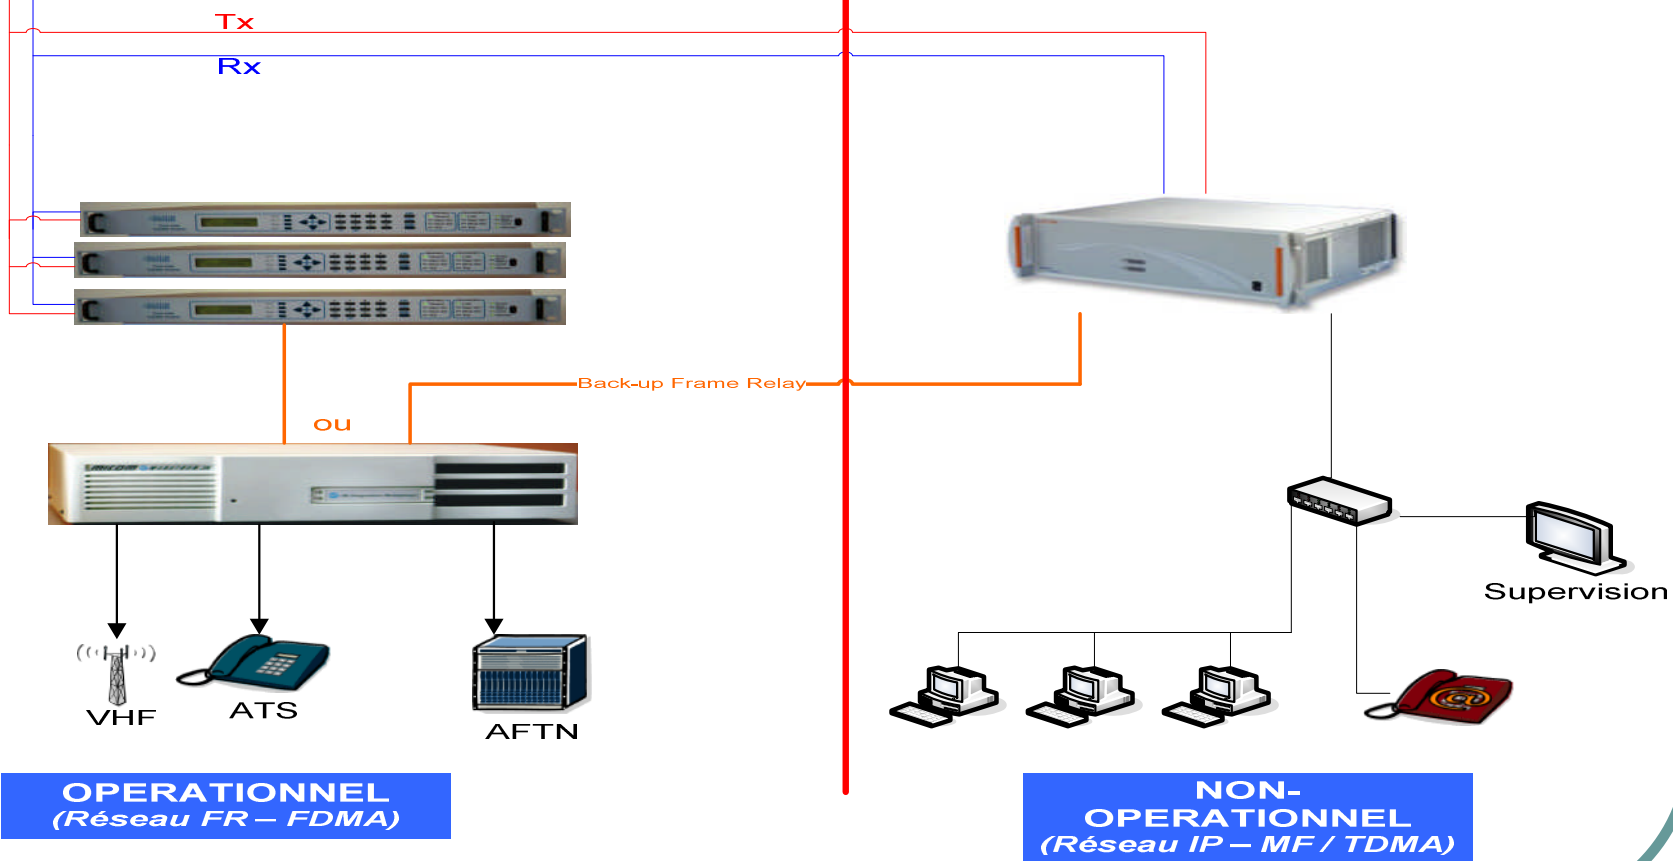 Tx
Rx
Back-up Frame Relay
ou
VHF
ATS
AFTN
Supervision
OPERATIONNEL
(Réseau FR – FDMA)
NON-
OPERATIONNEL
(Réseau IP – MF / TDMA)